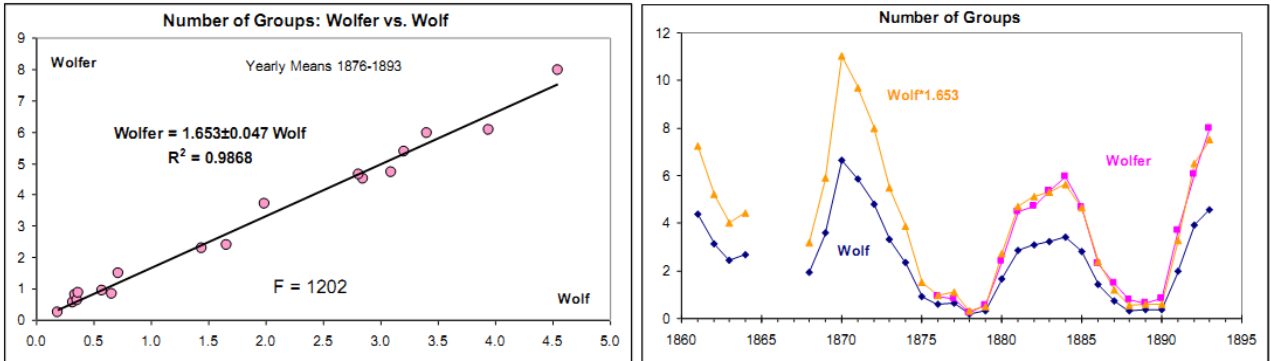 Number of Groups: Wolfer vs. Wolf
9
8
7
6
5
4
3
2
1
0
Wolfer
Yearly Means 1876-1893
Wolfer = 1.653±0.047 Wolf
R² = 0.9868
F = 1202
Wolf
0.0 0.5 1.0 1.5 2.0 2.5 3.0 3.5 4.0 4.5 5.0
Number of Groups
12
10
8
6
4
2
0
Wolf*1.653
Wolfer
Wolf
1860 1865 1870 1875 1880 1885 1890 1895